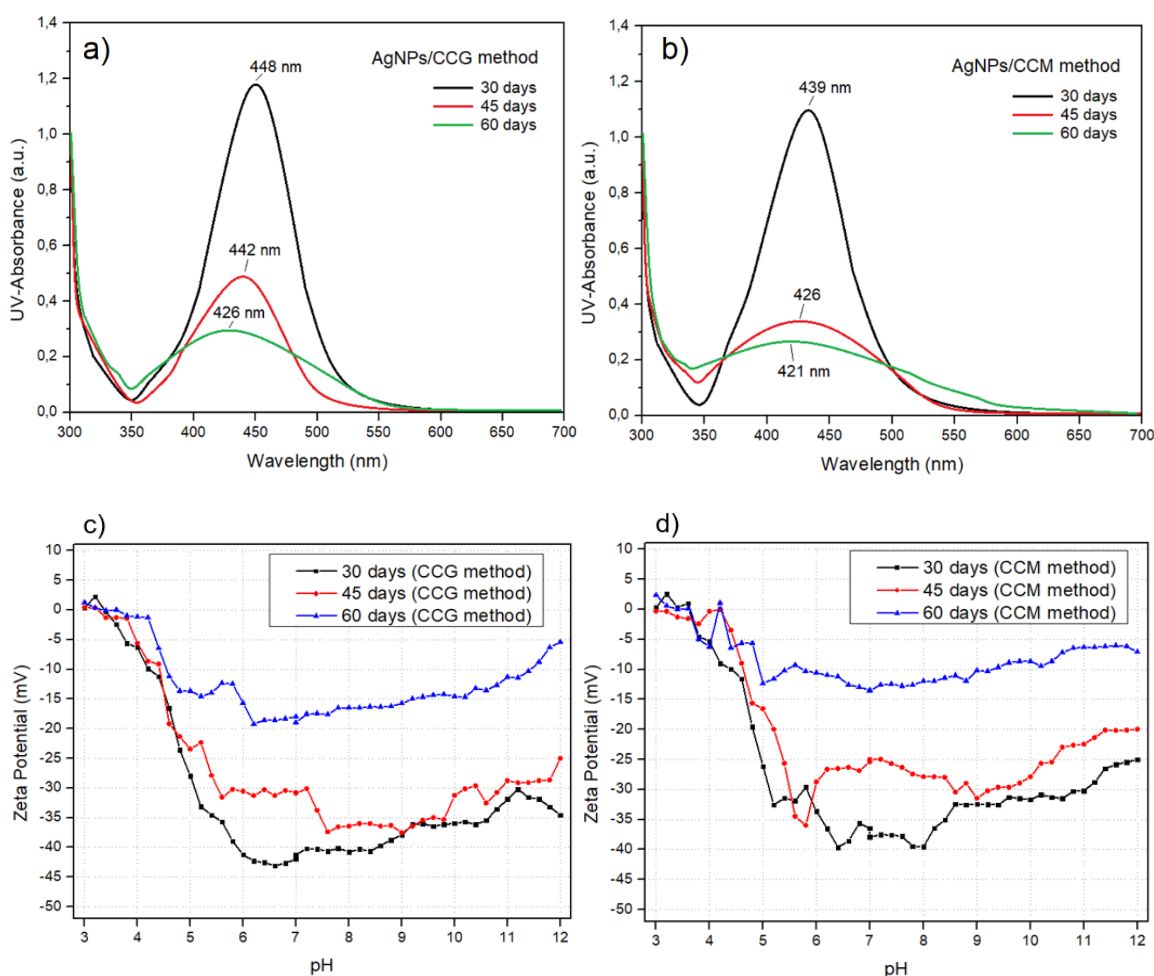 a)
AgNPs/CCG method
30 days
45 days
60 days
448 nm
442 nm
426 nm
UV-Absorbance (a.u.)
1,4
1,2
1,0
0,8
0,6
0,4
0,2
0,0
300 350 400 450 500 550 600 650 700
Wavelength (nm)
b)
AgNPs/CCM method
30 days
45 days
60 days
439 nm
426
421 nm
UV-Absorbance (a.u.)
1,4
1,2
1,0
0,8
0,6
0,4
0,2
0,0
300 350 400 450 500 550 600 650 700
Wavelength (nm)
c)
30 days (CCG method)
45 days (CCG method)
60 days (CCG method)
Zeta Potential (mV)
10
5
0
-5
-10
-15
-20
-25
-30
-35
-40
-45
-50
3 4 5 6 7 8 9 10 11 12
pH
d)
30 days (CCM method)
45 days (CCM method)
60 days (CCM method)
Zeta Potential (mV)
10
5
0
-5
-10
-15
-20
-25
-30
-35
-40
-45
-50
3 4 5 6 7 8 9 10 11 12
pH